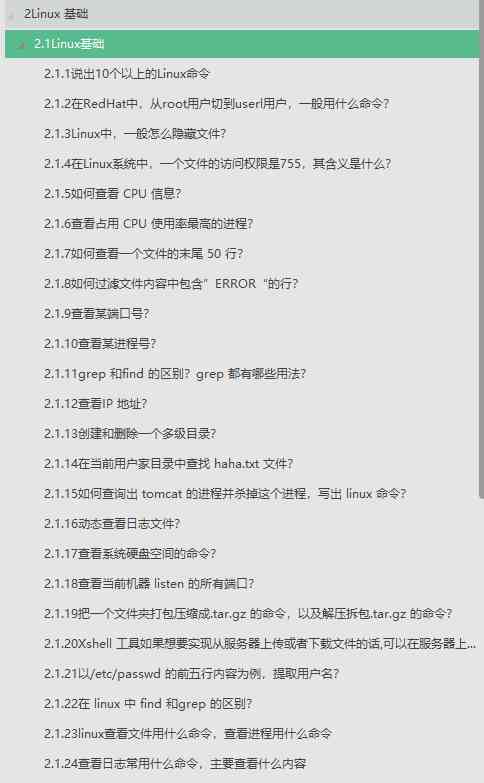 2Linux 基础
2.1Linux基础
2.1.1说出10个以上的Linux命令
2.1.2在RedHat中，从root用户切到userl用户，一般用什么命令？
2.1.3Linux中，一般怎么隐藏文件？
2.1.4在Linux系统中，一个文件的访问权限是755，其含义是什么？
2.1.5如何查看 CPU 信息？
2.1.6查看占用 CPU 使用率最高的进程？
2.1.7如何查看一个文件的末尾 50 行？
2.1.8如何过滤文件内容中包含”ERROR“的行？
2.1.9查看某端口号？
2.1.10查看某进程号？
2.1.11grep 和find 的区别？grep 都有哪些用法？
2.1.12查看IP 地址？
2.1.13创建和删除一个多级目录？
2.1.14在当前用户家目录中查找 haha.txt 文件？
2.1.15如何查询出 tomcat 的进程并杀掉这个进程，写出 linux 命令？
2.1.16动态查看日志文件？
2.1.17查看系统硬盘空间的命令？
2.1.18查看当前机器 listen 的所有端口？
2.1.19把一个文件夹打包压缩成.tar.gz 的命令，以及解压拆包.tar.gz 的命令？
2.1.20Xshell 工具如果想要实现从服务器上传或者下载文件的话,可以在服务器上...
2.1.21以/etc/passwd 的前五行内容为例，提取用户名？
2.1.22在 linux 中 find 和grep 的区别？
2.1.23linux查看文件用什么命令，查看进程用什么命令
2.1.24查看日志常用什么命令，主要查看什么内容